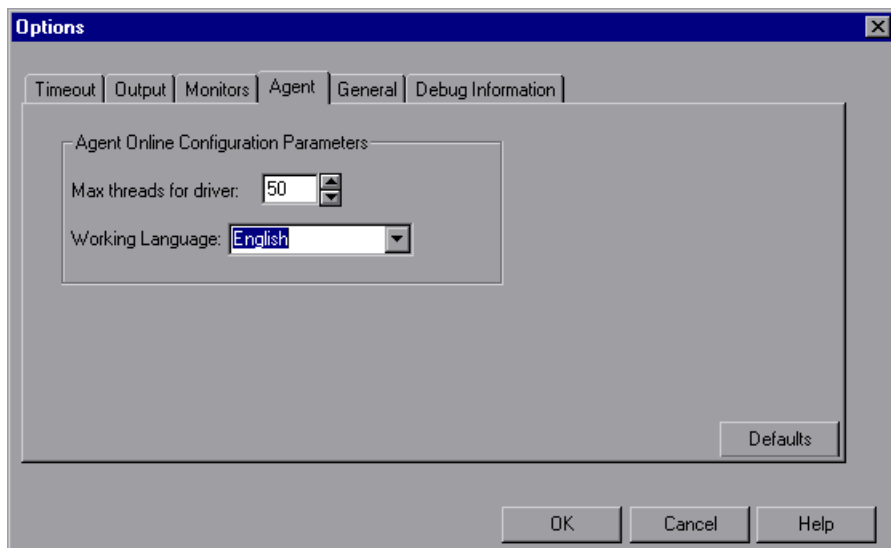 Options
Timeout Output Monitors Agent General Debug Information
Agent Online Configuration Parameters
Max threads for driver: 50
Working Language: English
Defaults
OK Cancel Help